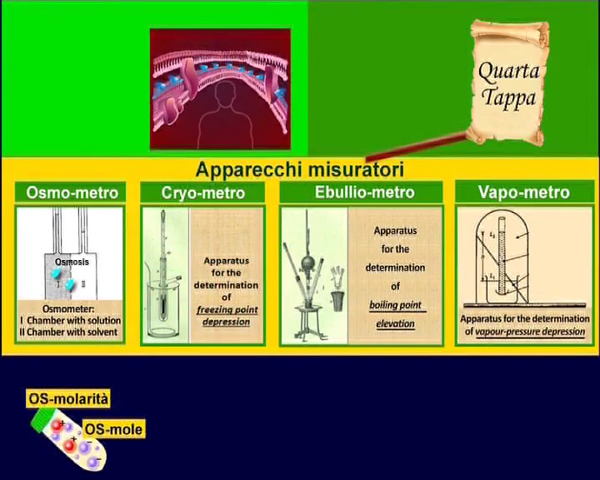 Quarta
Tappa
Apparecchi misuratori
Osmo-metro
Cryo-metro
Ebullio-metro
Vapo-metro
Osmosis
I
II
Osmometer:
I Chamber with solution
II Chamber with solvent
Apparatus
for the
determination
of
freezing point
depression
Apparatus
for the
determination
of
boiling point
elevation
Apparatus for the determination
of vapour-pressure depression
OS-molarità
OS-mole